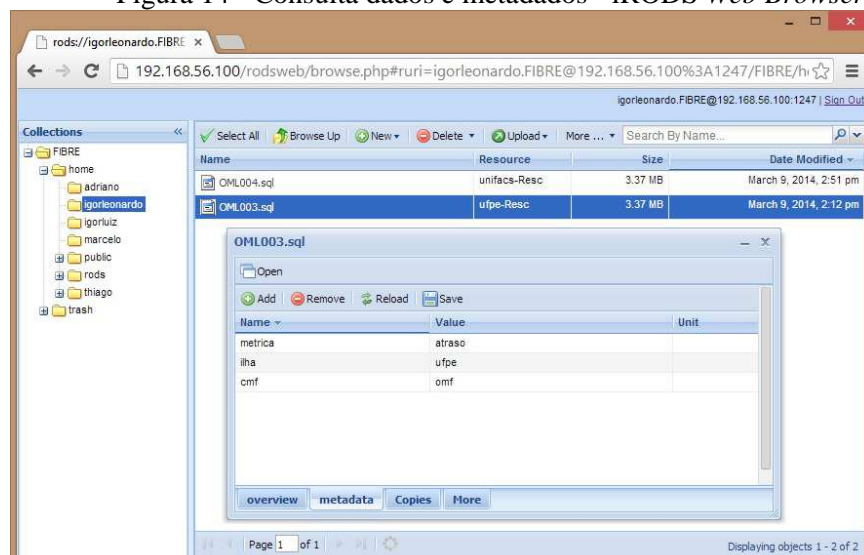 Figura 14 - Consulta dados e metadados - iRODS Web Browser
rods://igorleonardo.FIBRE
192.168.56.100/rodsweb/browse.php#ruri=igorleonardo.FIBRE@192.168.56.100%3A1247/FIBRE/h
igorleonardo.FIBRE@192.168.56.100:1247 | Sign Out
Collections
Select All Browse Up New Delete Upload More ... Search By Name...
FIBRE
home
adriano
igorleonardo
igorluiz
marcelo
public
rods
thiago
trash
Name Resource Size Date Modified
OML004.sql unifacs-Resc 3.37 MB March 9, 2014, 2:51 pm
OML003.sql ufpe-Resc 3.37 MB March 9, 2014, 2:12 pm
OML003.sql
Open
Add Remove Reload Save
Name Value Unit
metrica atraso
ilha ufpe
cmf omf
overview metadata Copies More
Page 1 of 1
Displaying objects 1 - 2 of 2